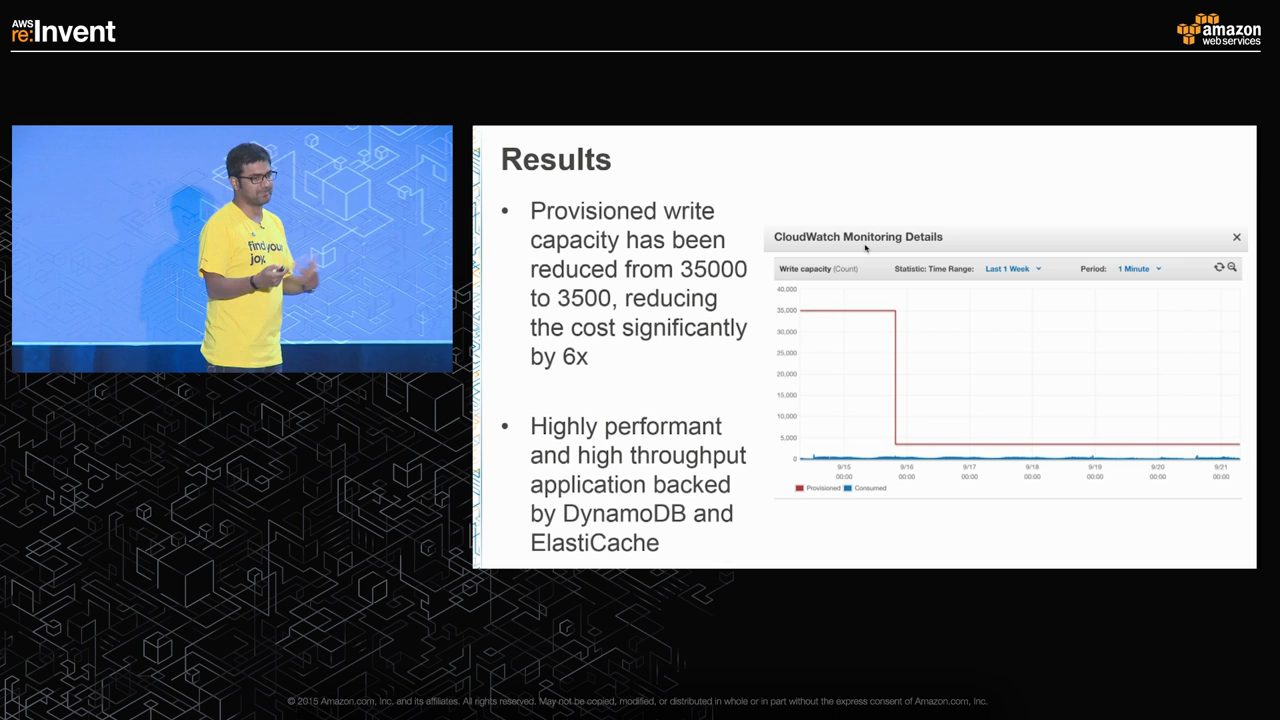 AWS
re:Invent
amazon
web services
find your
joy.
Results
• Provisioned write
capacity has been
reduced from 35000
to 3500, reducing
the cost significantly
by 6x
• Highly performant
and high throughput
application backed
by DynamoDB and
ElastiCache
CloudWatch Monitoring Details
Write capacity (Count) Statistic: Time Range: Last 1 Week Period: 1 Minute
40,000
35,000
30,000
25,000
20,000
15,000
10,000
5,000
0
9/15 9/16 9/17 9/18 9/19 9/20 9/21
00:00 00:00 00:00 00:00 00:00 00:00 00:00
Provisioned Consumed
© 2015 Amazon.com, Inc. and its affiliates. All rights reserved. May not be copied, modified, or distributed in whole or in part without the express consent of Amazon.com, Inc.